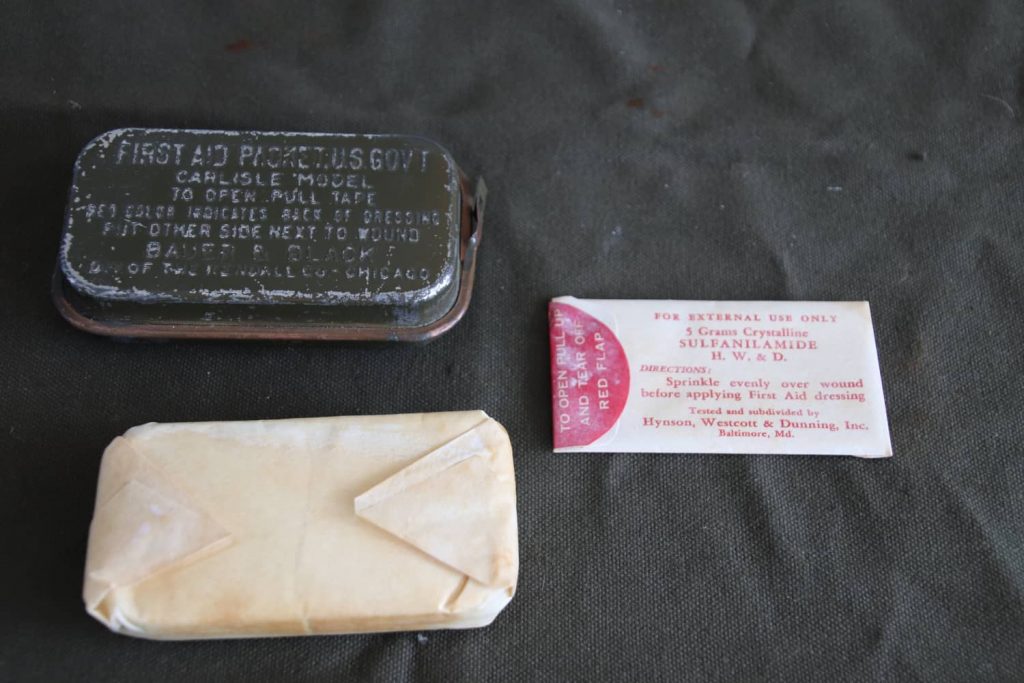 FIRST AID PACKET. U.S. GOV'T
CARLISLE MODEL
TO OPEN PULL TAPE
RED COLOR INDICATES BACK OF DRESSING
PUT OTHER SIDE NEXT TO WOUND
BAUER & BLACK
DIV OF THE KENDALL CO - CHICAGO
TO OPEN PULL UP
AND TEAR OFF
RED FLAP
FOR EXTERNAL USE ONLY
5 Grams Crystalline
SULFANILAMIDE
H. W. & D.
DIRECTIONS:
Sprinkle evenly over wound
before applying First Aid dressing
Tested and subdivided by
Hynson, Westcott & Dunning, Inc.
Baltimore, Md.